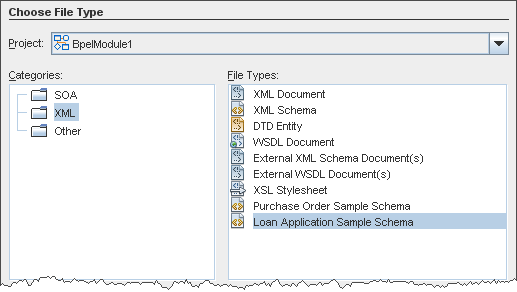 Choose File Type
Project: BpelModule1
Categories:
SOA
XML
Other
File Types:
XML Document
XML Schema
DTD Entity
WSDL Document
External XML Schema Document(s)
External WSDL Document(s)
XSL Stylesheet
Purchase Order Sample Schema
Loan Application Sample Schema